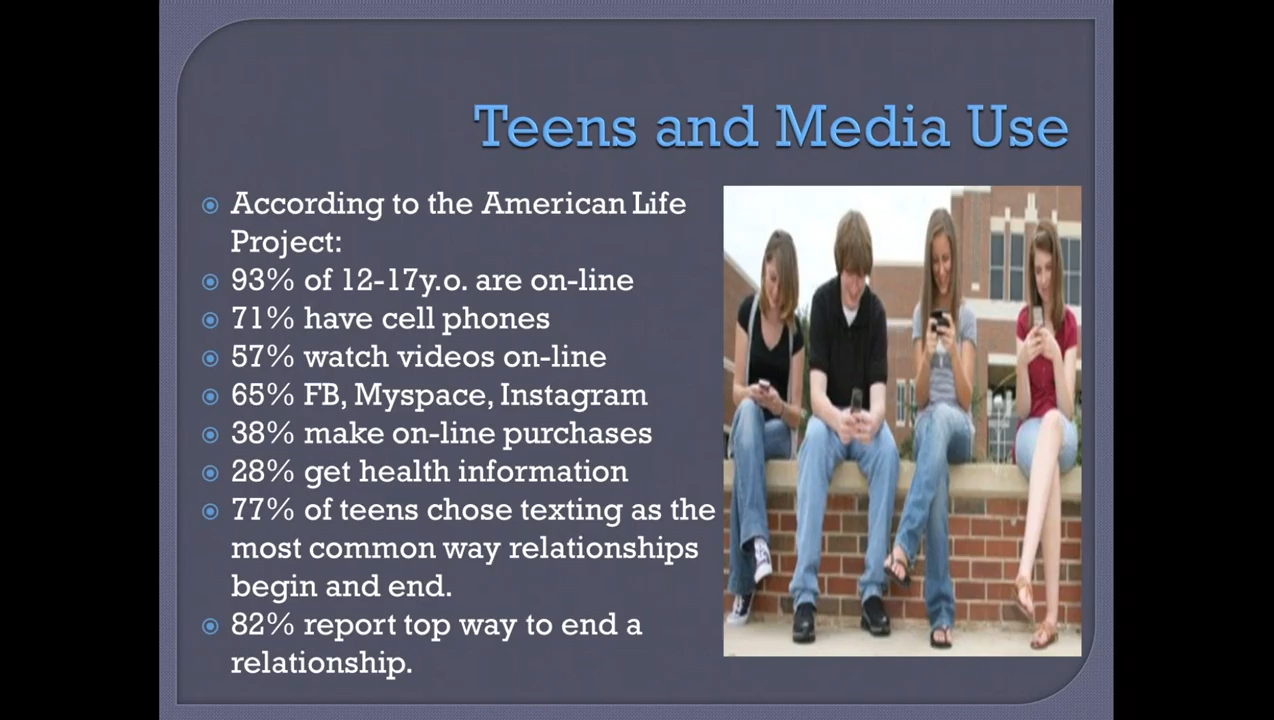 Teens and Media Use
According to the American Life
Project:
93% of 12-17y.o. are on-line
71% have cell phones
57% watch videos on-line
65% FB, Myspace, Instagram
38% make on-line purchases
28% get health information
77% of teens chose texting as the
most common way relationships
begin and end.
82% report top way to end a
relationship.